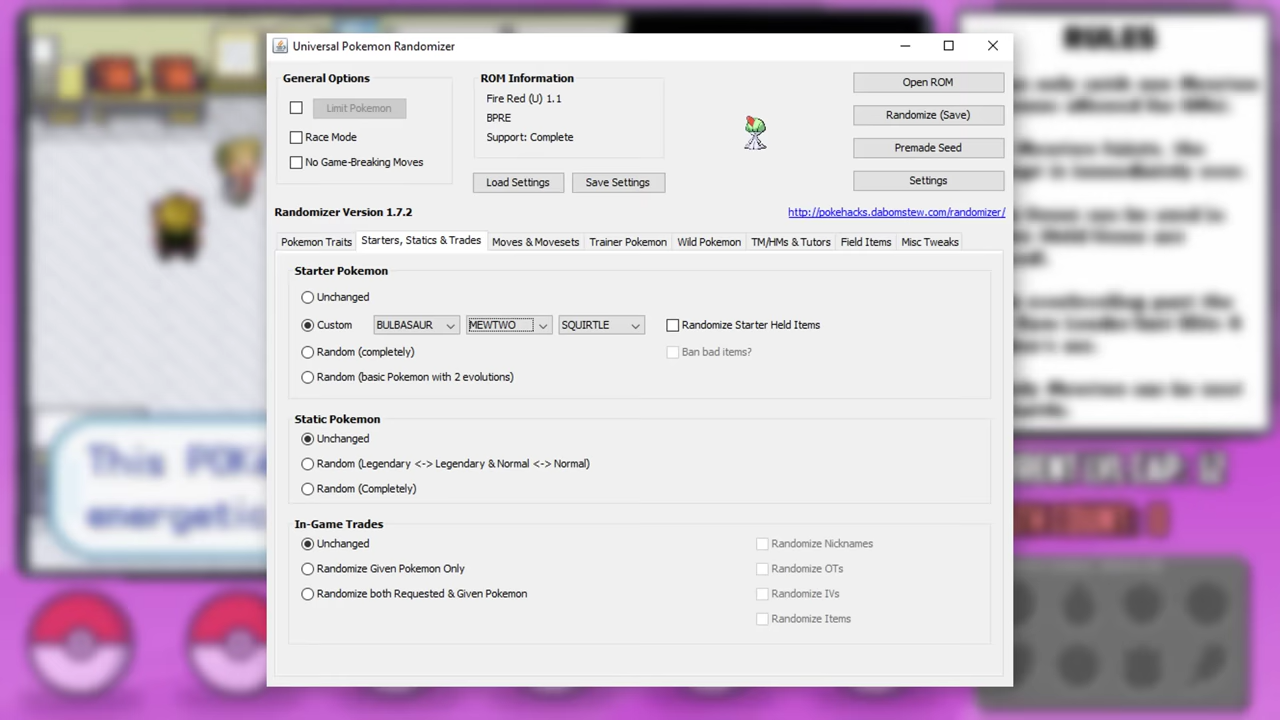 Universal Pokemon Randomizer
General Options
Limit Pokemon
Race Mode
No Game-Breaking Moves
ROM Information
Fire Red (U) 1.1
BPRE
Support: Complete
Load Settings
Save Settings
Open ROM
Randomize (Save)
Premade Seed
Settings
Randomizer Version 1.7.2
http://pokehacks.dabomstew.com/randomizer/
Pokemon Traits
Starters, Statics & Trades
Moves & Movesets
Trainer Pokemon
Wild Pokemon
TM/HMs & Tutors
Field Items
Misc Tweaks
Starter Pokemon
Unchanged
Custom
BULBASAUR
MEWTWO
SQUIRTLE
Randomize Starter Held Items
Random (completely)
Ban bad items?
Random (basic Pokemon with 2 evolutions)
Static Pokemon
Unchanged
Random (Legendary <-> Legendary & Normal <-> Normal)
Random (Completely)
In-Game Trades
Unchanged
Randomize Given Pokemon Only
Randomize both Requested & Given Pokemon
Randomize Nicknames
Randomize OTs
Randomize IVs
Randomize Items
This
energetic
RULES